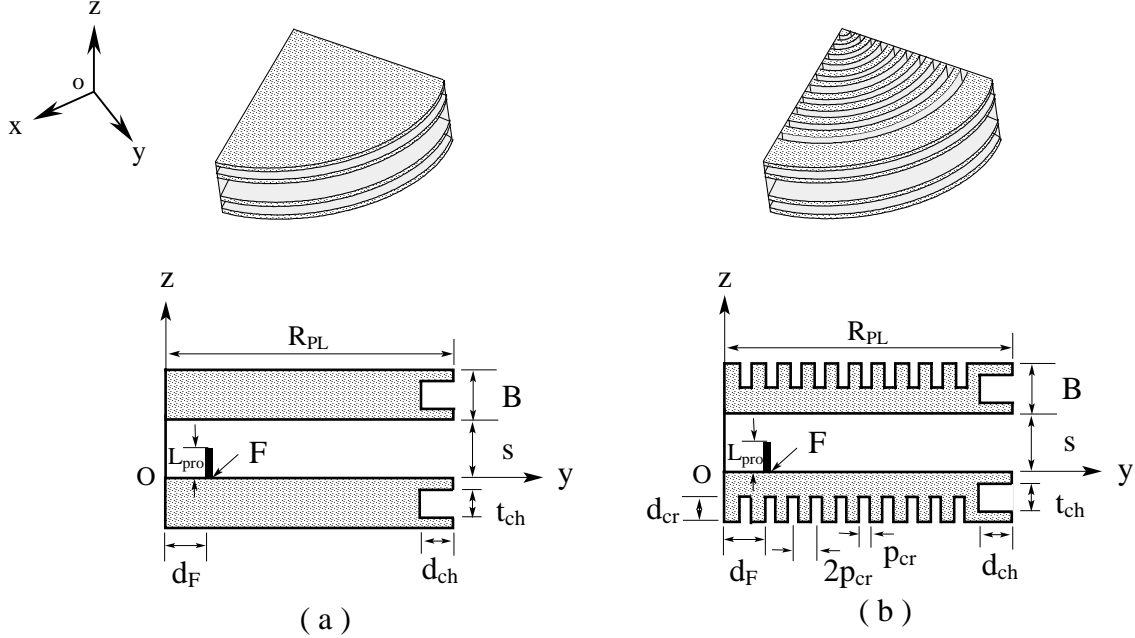 z
o
x
y
z
R_PL
B
s
L_pro
F
O
y
t_ch
d_F
d_ch
( a )
z
R_PL
B
s
L_pro
F
O
y
d_cr
t_ch
d_F
2p_cr
p_cr
d_ch
( b )